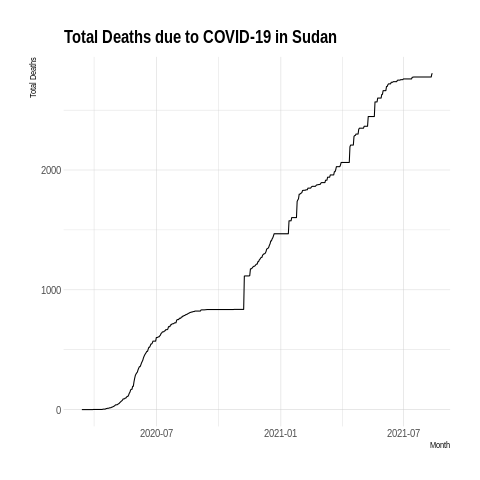 Total Deaths due to COVID-19 in Sudan
Total Deaths
2000
1000
0
2020-07
2021-01
2021-07
Month